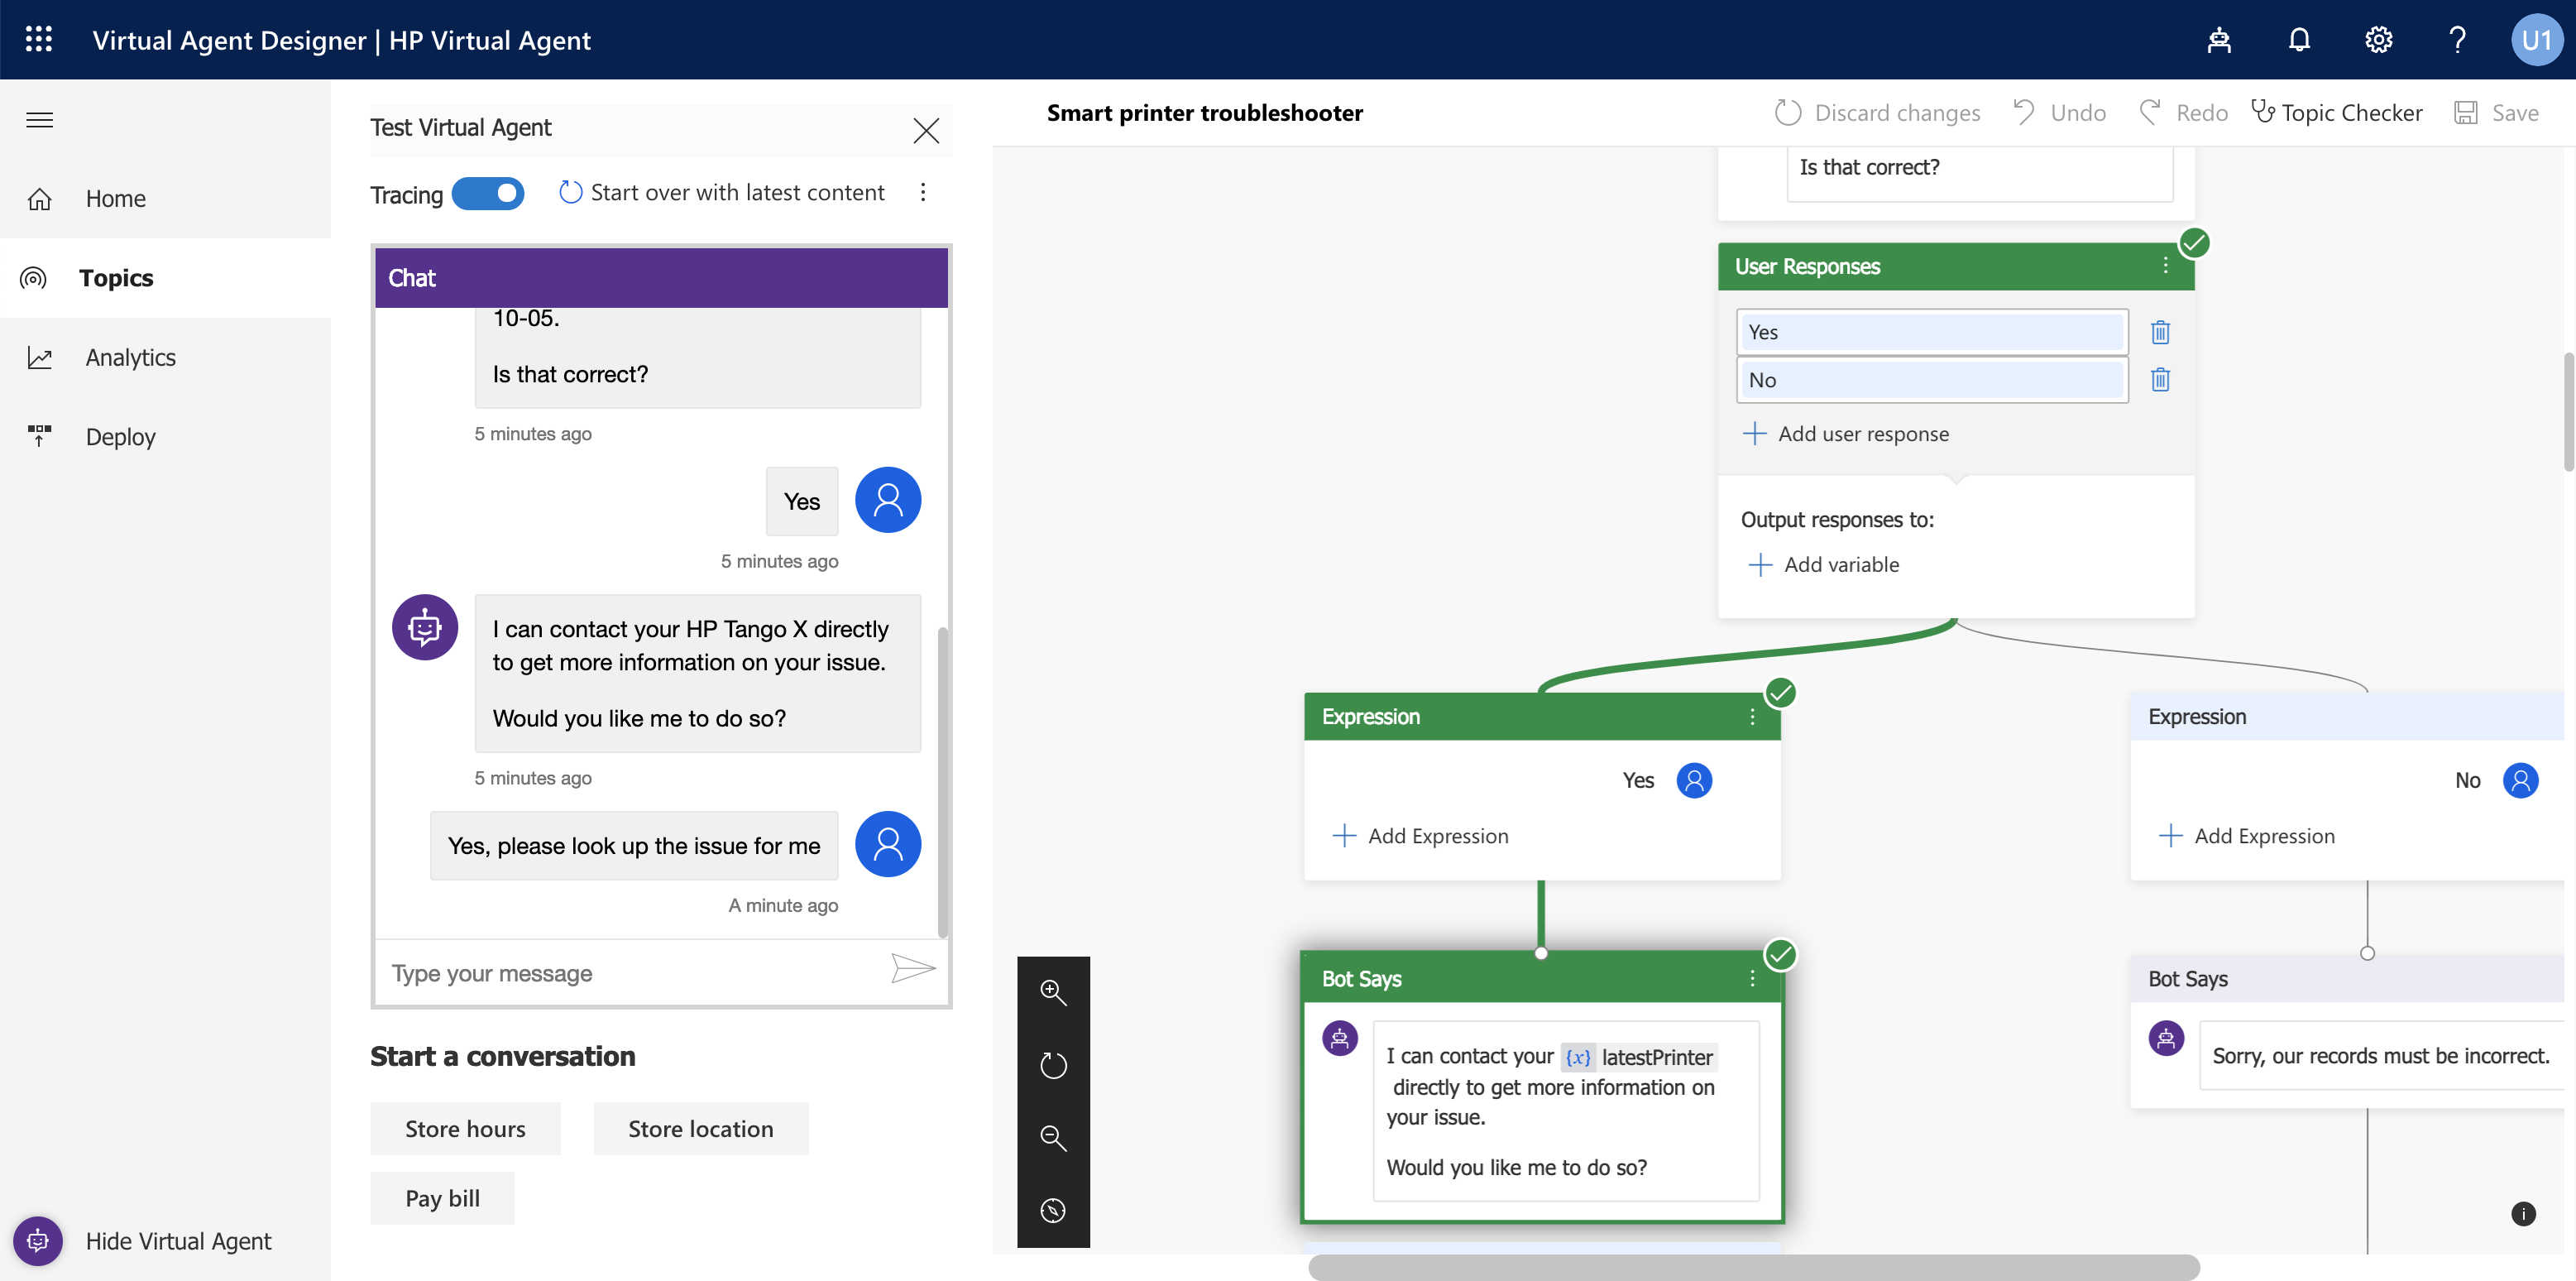 Virtual Agent Designer | HP Virtual Agent
U1
Home
Topics
Analytics
Deploy
Hide Virtual Agent
Test Virtual Agent
Tracing
Start over with latest content
Chat
10-05.
Is that correct?
5 minutes ago
Yes
5 minutes ago
I can contact your HP Tango X directly
to get more information on your issue.
Would you like me to do so?
5 minutes ago
Yes, please look up the issue for me
A minute ago
Type your message
Start a conversation
Store hours
Store location
Pay bill
Smart printer troubleshooter
Discard changes
Undo
Redo
Topic Checker
Save
Is that correct?
User Responses
Yes
No
Add user response
Output responses to:
Add variable
Expression
Yes
Add Expression
Expression
No
Add Expression
Bot Says
I can contact your {x} latestPrinter
directly to get more information on
your issue.
Would you like me to do so?
Bot Says
Sorry, our records must be incorrect.